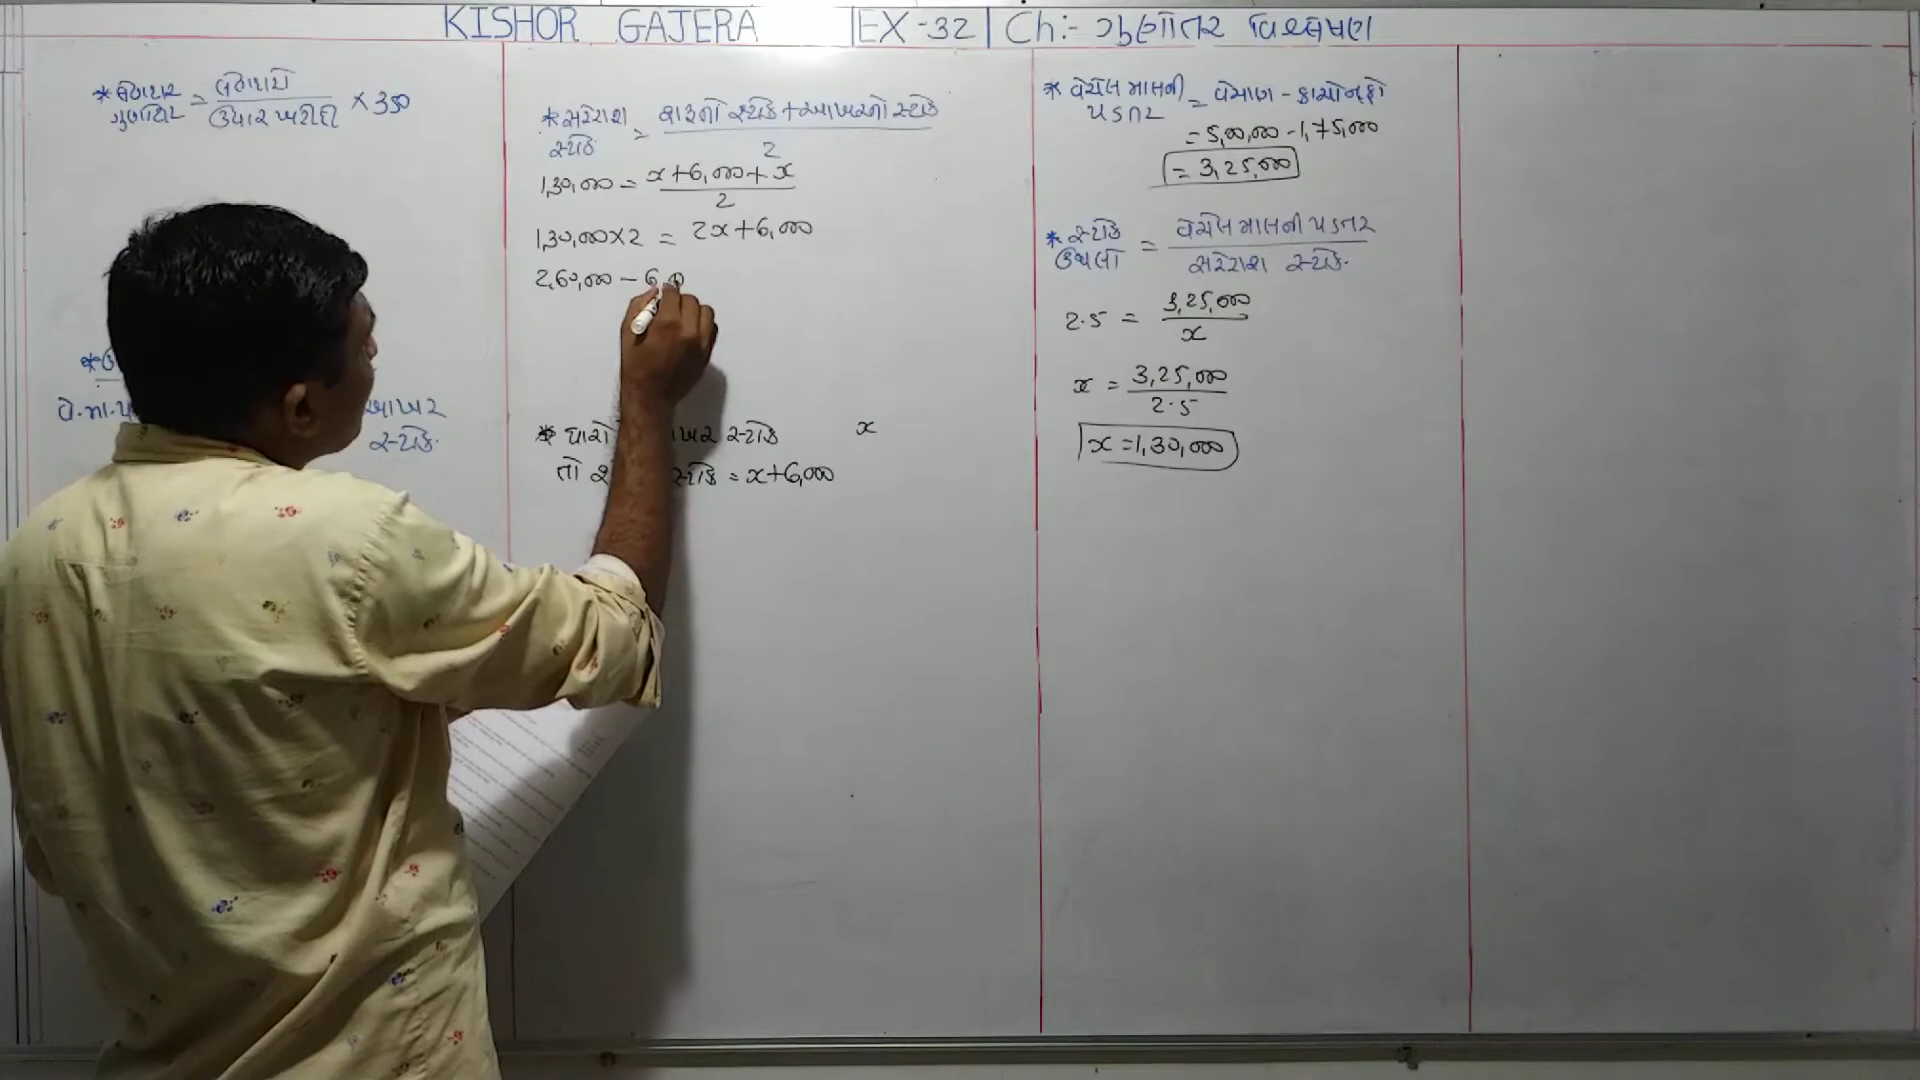 KISHOR GAJERA |EX-32| Ch:- ગુણોતર વિશ્લેષણ
*લેણદાર
ગુણોત્તર = લેણદારો / ઉધાર ખરીદી × 360
વે.મા.પ
આખર
સ્ટોક
*સરેરાશ
સ્ટોક = શરૂનો સ્ટોક + આખરનો સ્ટોક / 2
1,30,000 = x + 6,000 + x / 2
1,30,000 × 2 = 2x + 6,000
2,60,000 - 6,0
* ધારો ખર સ્ટોક x
તો શ સ્ટોક = x + 6,000
*વેચેલ માલની
પડતર = વેચાણ - કાચો નફો
= 5,00,000 - 1,75,000
= 3,25,000
*સ્ટોક
ઉથલો = વેચેલ માલની પડતર / સરેરાશ સ્ટોક
2.5 = 3,25,000 / x
x = 3,25,000 / 2.5
x = 1,30,000